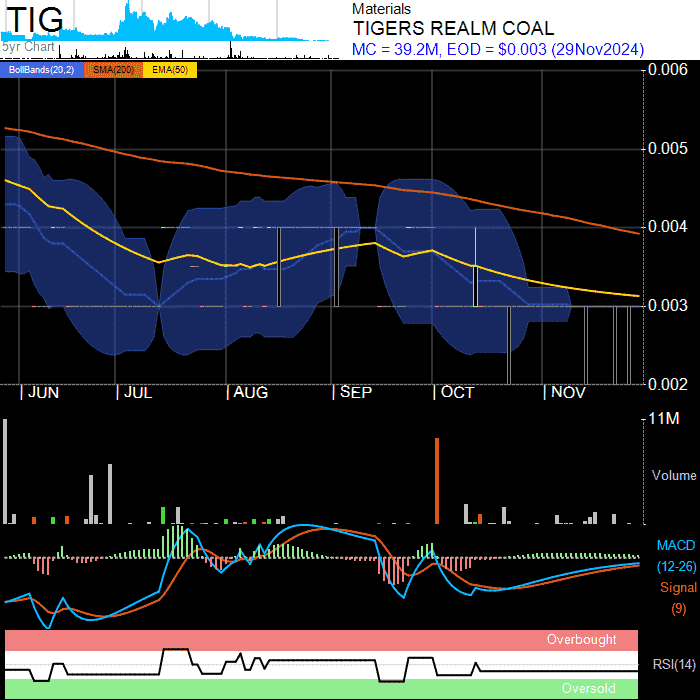 TIG
5yr Chart
Materials
TIGERS REALM COAL
MC = 39.2M, EOD = $0.003 (29Nov2024)
BollBands(20,2) SMA(200) EMA(50)
0.006
0.005
0.004
0.003
0.002
JUN JUL AUG SEP OCT NOV
11M
Volume
MACD
(12-26)
Signal
(9)
Overbought
RSI(14)
Oversold